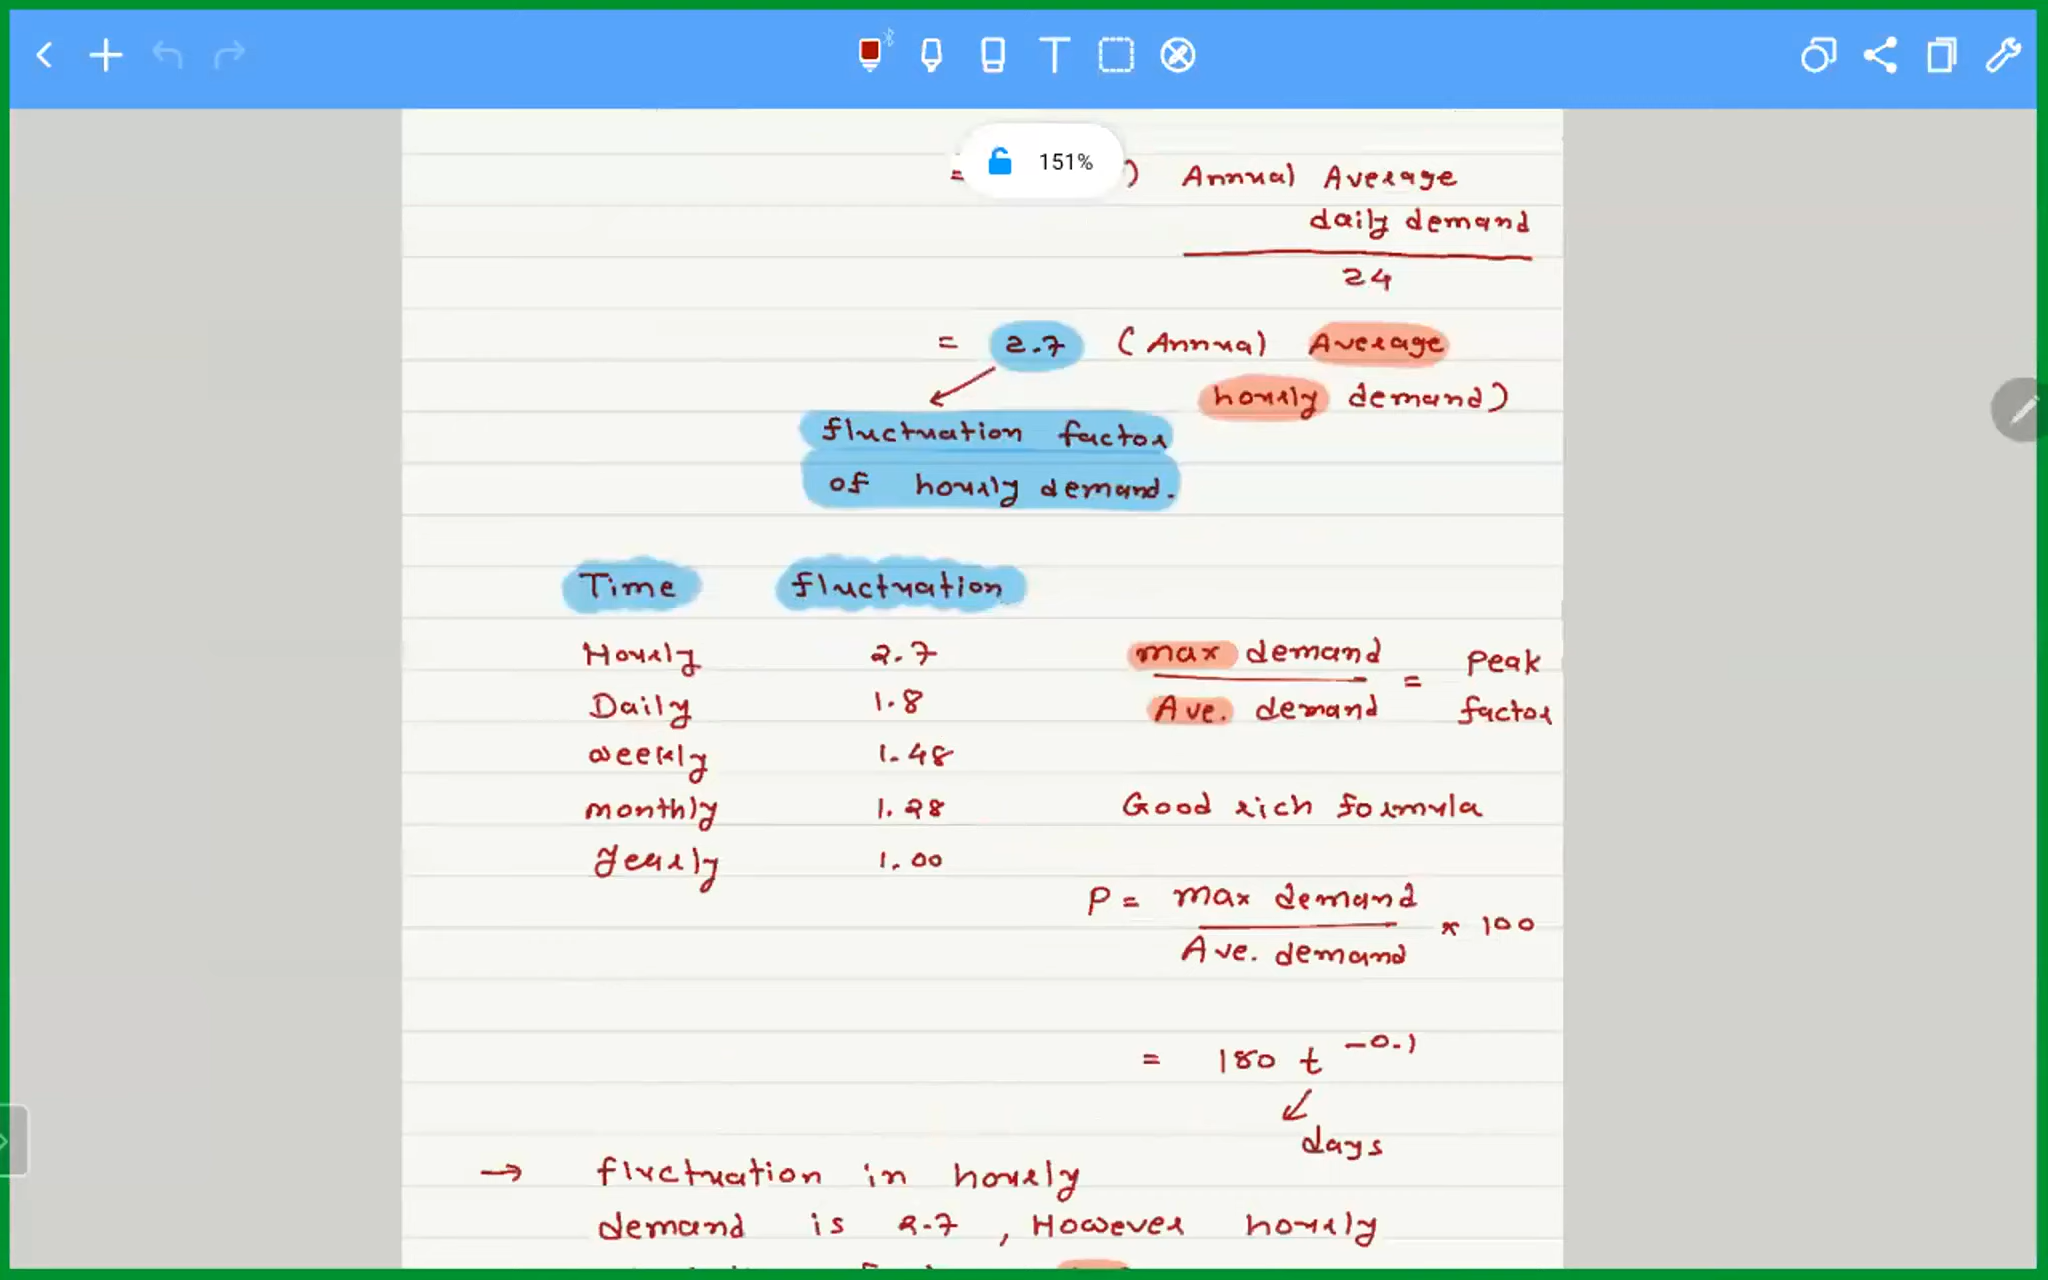 151%
= ) Annual Average
daily demand
24
= 2.7 (Annual Average
hourly demand)
fluctuation factor
of hourly demand.
Time fluctuation
Hourly 2.7
Daily 1.8
weekly 1.48
monthly 1.28
yearly 1.00
max demand
Ave. demand
= Peak
factor
Good rich formula
P = max demand
Ave. demand
× 100
= 180 t -0.1
days
→ fluctuation in hourly
demand is 2.7, However hourly